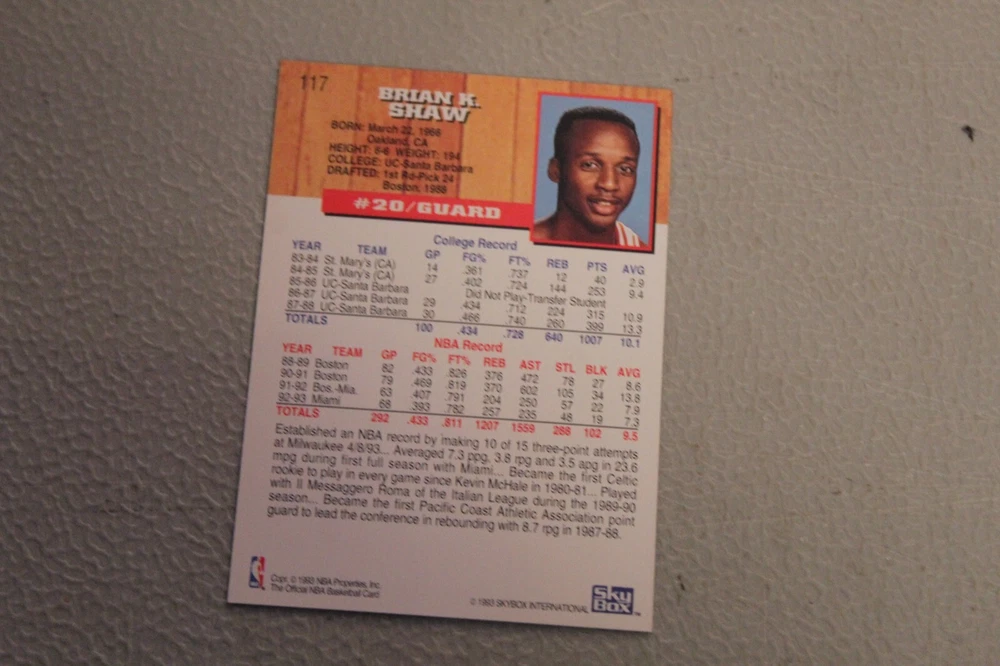 117
BRIAN K.
SHAW
BORN: March 22, 1966
Oakland, CA
HEIGHT: 6-6 WEIGHT: 194
COLLEGE: UC-Santa Barbara
DRAFTED: 1st Rd-Pick 24
Boston, 1988
#20/GUARD
College Record
YEAR TEAM GP FG% FT% REB PTS AVG
83-84 St. Mary's (CA) 14 .361 .737 12 40 2.9
84-85 St. Mary's (CA) 27 .402 .724 144 253 9.4
85-86 UC-Santa Barbara Did Not Play-Transfer Student
86-87 UC-Santa Barbara 29 .434 .712 224 315 10.9
87-88 UC-Santa Barbara 30 .466 .740 260 399 13.3
TOTALS 100 .434 .728 640 1007 10.1
NBA Record
YEAR TEAM GP FG% FT% REB AST STL BLK AVG
88-89 Boston 82 .433 .826 376 472 78 27 8.6
90-91 Boston 79 .469 .819 370 602 105 34 13.8
91-92 Bos.-Mia. 63 .407 .791 204 250 57 22 7.9
92-93 Miami 68 .393 .782 257 235 48 19 7.3
TOTALS 292 .433 .811 1207 1559 288 102 9.5
Established an NBA record by making 10 of 15 three-point attempts
at Milwaukee 4/8/93... Averaged 7.3 ppg, 3.8 rpg and 3.5 apg in 23.6
mpg during first full season with Miami... Became the first Celtic
rookie to play in every game since Kevin McHale in 1980-81... Played
with Il Messaggero Roma of the Italian League during the 1989-90
season... Became the first Pacific Coast Athletic Association point
guard to lead the conference in rebounding with 8.7 rpg in 1987-88.
Copr. © 1993 NBA Properties, Inc.
The Official NBA Basketball Card
© 1993 SKYBOX INTERNATIONAL
Sky
Box
TM